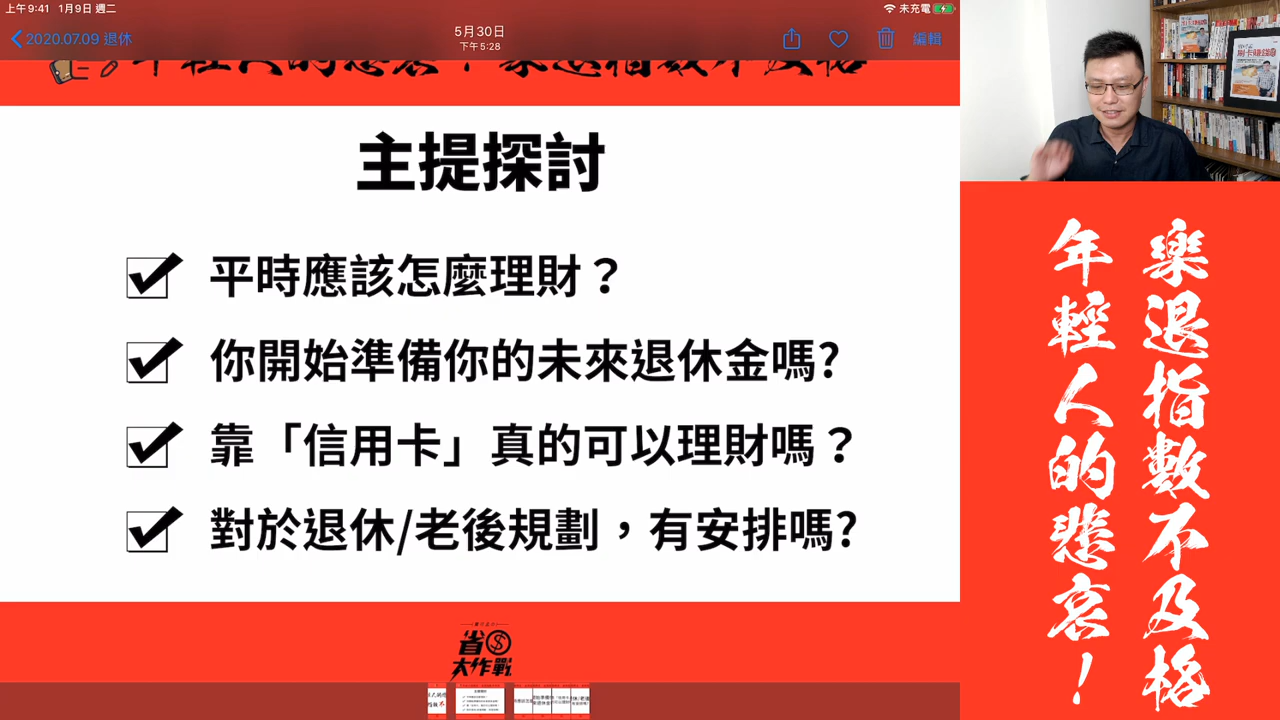 上午9:41 1月9日 週二
未充電
2020.07.09 退休
5月30日
下午5:28
編輯
主提探討
平時應該怎麼理財？
你開始準備你的未來退休金嗎?
靠「信用卡」真的可以理財嗎？
對於退休/老後規劃，有安排嗎?
省$
大作戰
樂退指數不及格
年輕人的悲哀！